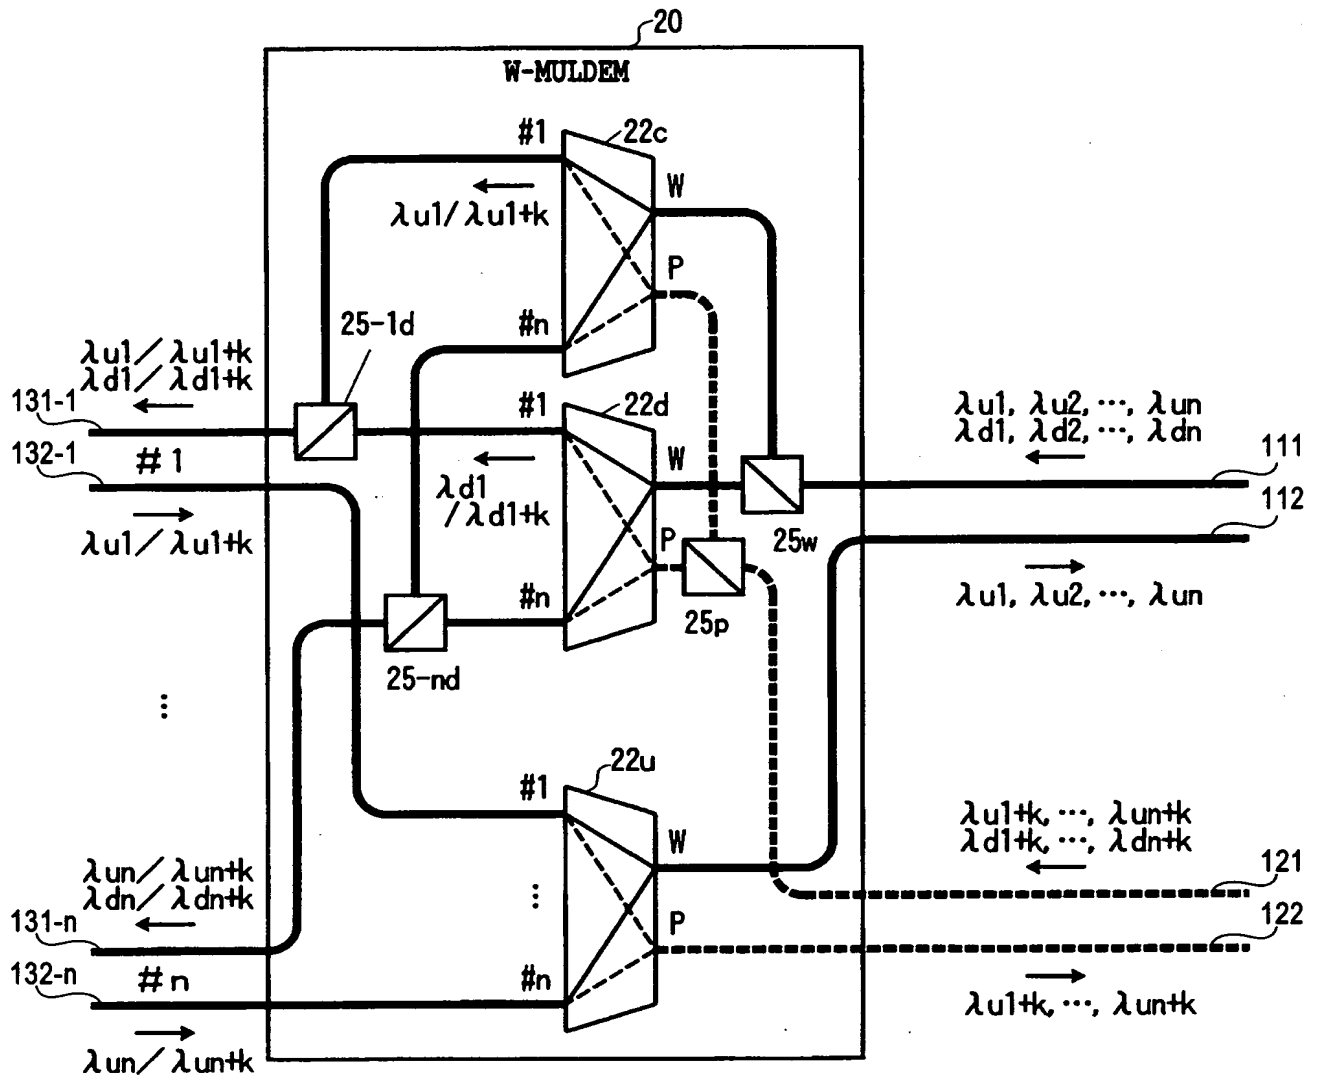 20
W-MULDEM
#1
22c
W
λu1/λu1+k
P
25-1d
#n
λu1/λu1+k
λd1/λd1+k
131-1
#1
22d
λu1, λu2, ···, λun
λd1, λd2, ···, λdn
132-1
#1
W
111
λd1
/λd1+k
112
λu1/λu1+k
P
25w
#n
25p
λu1, λu2, ···, λun
25-nd
⋮
22u
#1
W
λu1+k, ···, λun+k
λd1+k, ···, λdn+k
λun/λun+k
λdn/λdn+k
⋮
121
131-n
P
122
132-n
#n
#n
λu1+k, ···, λun+k
λun/λun+k